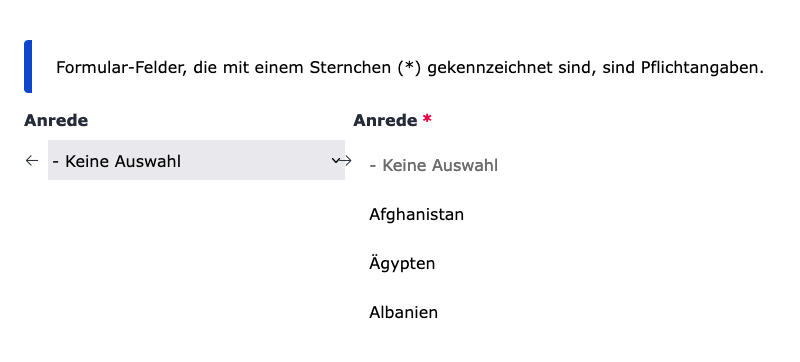 Formular-Felder, die mit einem Sternchen (*) gekennzeichnet sind, sind Pflichtangaben.
Anrede
- Keine Auswahl
Anrede *
- Keine Auswahl
Afghanistan
Ägypten
Albanien